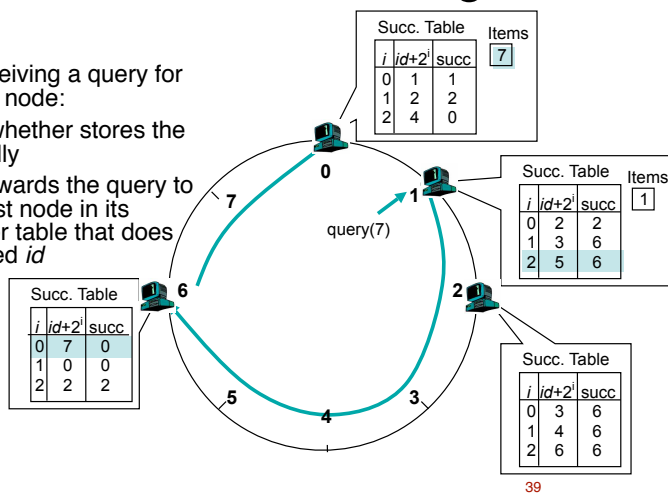 eiving a query for
node:
whether stores the
lly
wards the query to
st node in its
r table that does
ed id
Succ. Table
Items
7
i id+2^i succ
0 1 1
1 2 2
2 4 0
0
1
2
3
4
5
6
7
query(7)
Succ. Table
Items
1
i id+2^i succ
0 2 2
1 3 6
2 5 6
Succ. Table
i id+2^i succ
0 7 0
1 0 0
2 2 2
Succ. Table
i id+2^i succ
0 3 6
1 4 6
2 6 6
39